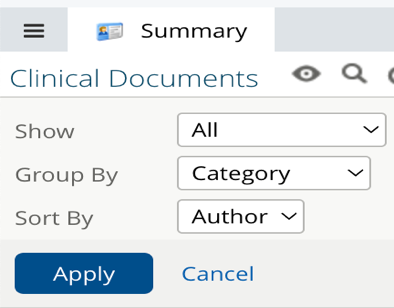 Summary
Clinical Documents
Show All
Group By Category
Sort By Author
Apply Cancel